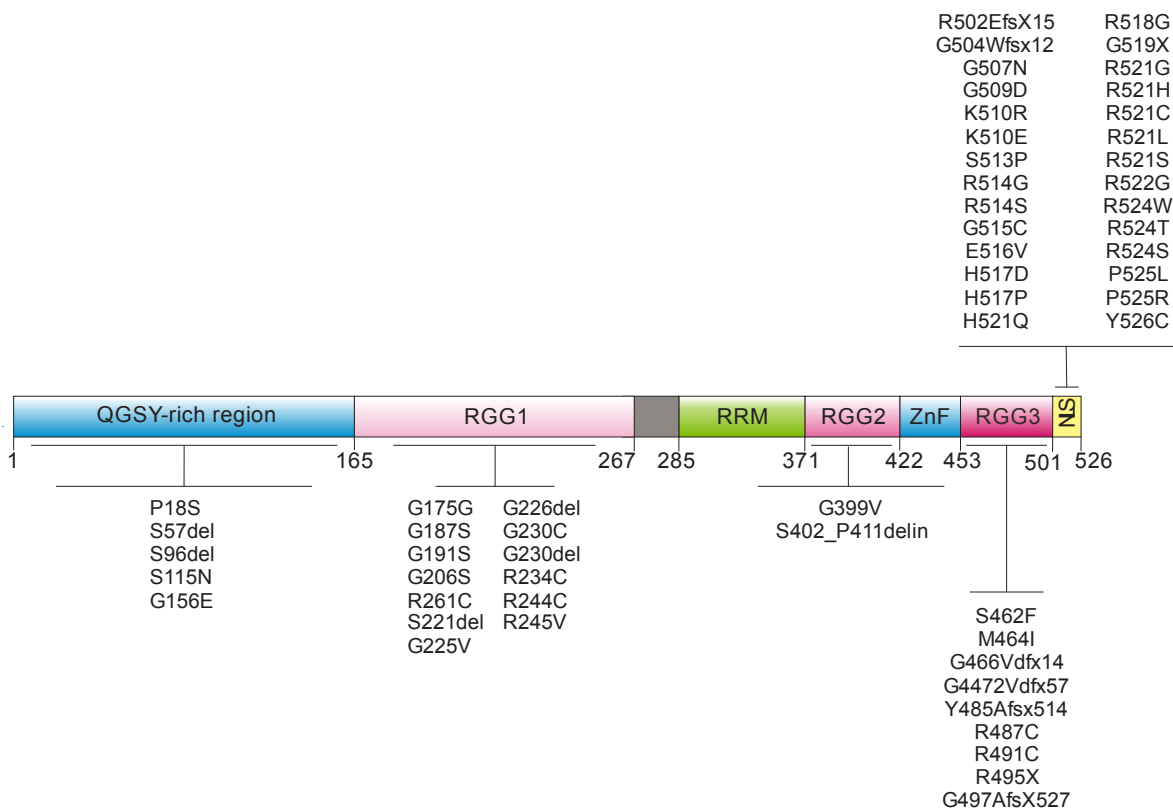 R502EfsX15 R518G
G504Wfsx12 G519X
G507N R521G
G509D R521H
K510R R521C
K510E R521L
S513P R521S
R514G R522G
R514S R524W
G515C R524T
E516V R524S
H517D P525L
H517P P525R
H521Q Y526C
QGSY-rich region RGG1 RRM RGG2 ZnF RGG3 NS
1 165 267 285 371 422 453 501 526
P18S
S57del
S96del
S115N
G156E
G175G G226del
G187S G230C
G191S G230del
G206S R234C
R261C R244C
S221del R245V
G225V
G399V
S402_P411delin
S462F
M464I
G466Vdfx14
G4472Vdfx57
Y485Afsx514
R487C
R491C
R495X
G497AfsX527